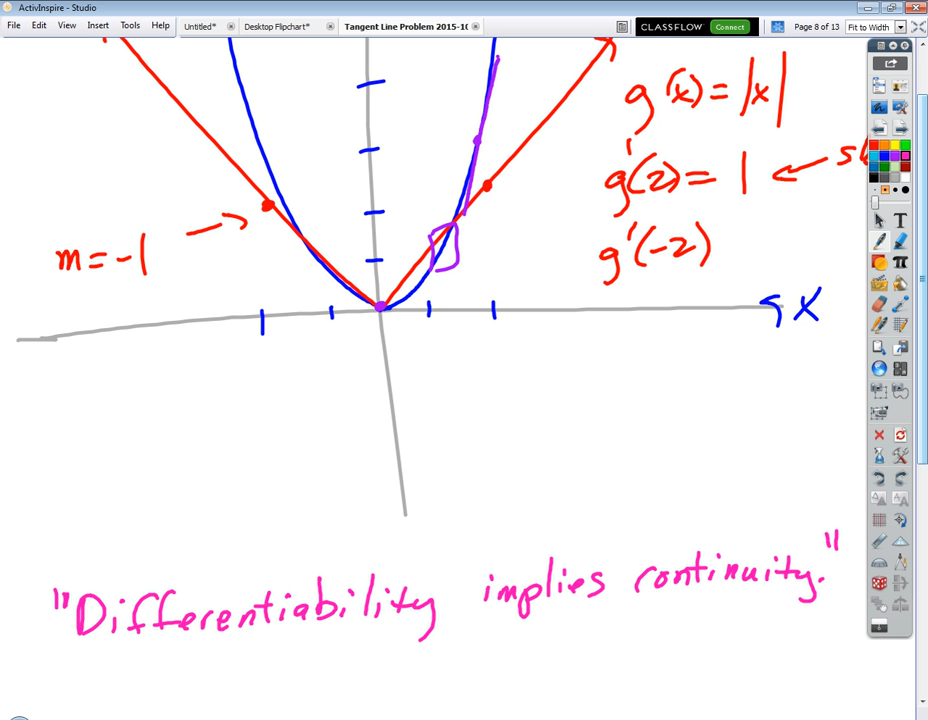 ActivInspire - Studio
File Edit View Insert Tools Help Untitled* Desktop Flipchart* Tangent Line Problem 2015-10 CLASSFLOW Connect Page 8 of 13 Fit to Width
g(x) = |x|
g'(2) = 1
m = -1
g'(-2)
X
"Differentiability implies continuity."